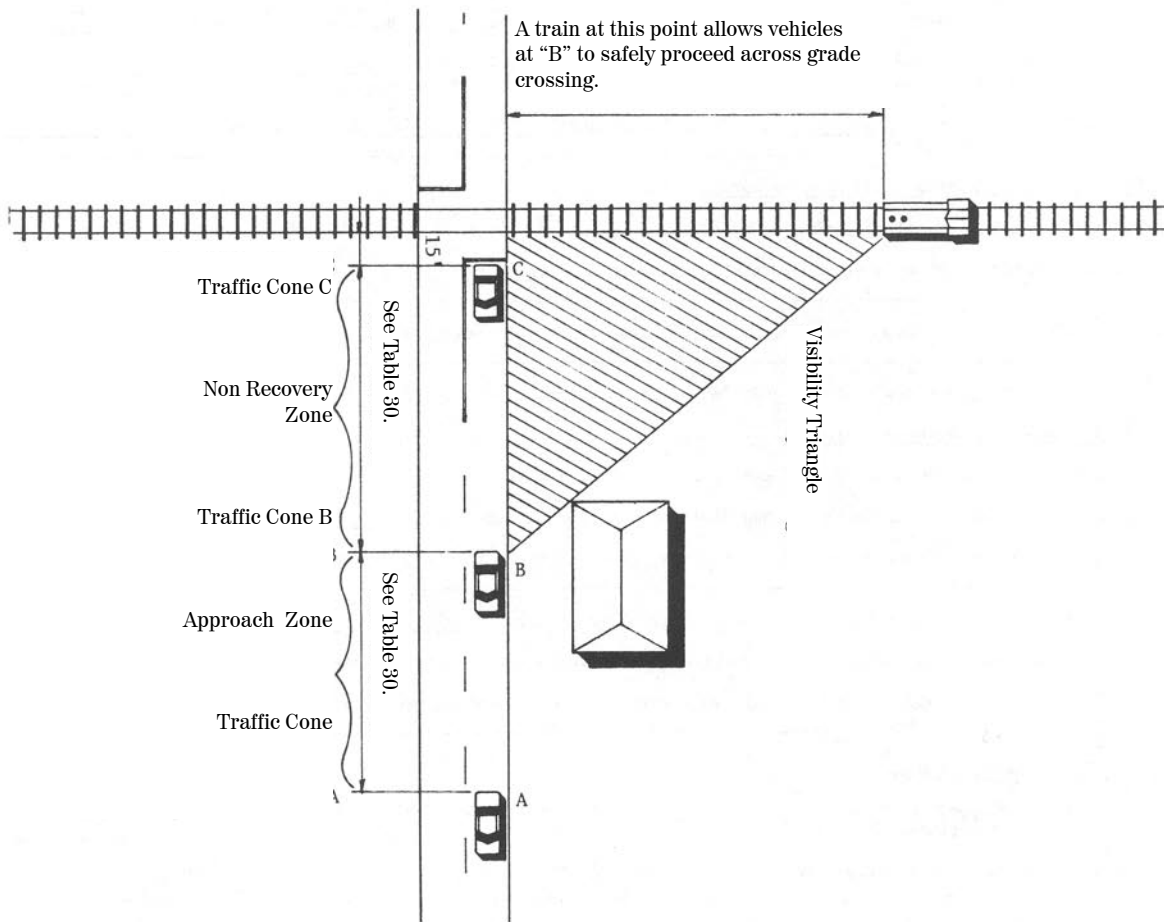 A train at this point allows vehicles
at “B” to safely proceed across grade
crossing.
15'
C
Traffic Cone C
See Table 30.
Non Recovery
Zone
Visibility Triangle
Traffic Cone B
B
See Table 30.
Approach Zone
Traffic Cone
A